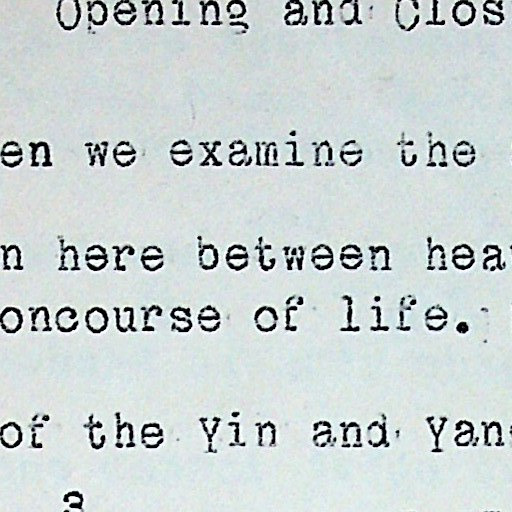 Opening and Clos
en we examine the
n here between hea
oncourse of life.
of the Yin and Yan
3